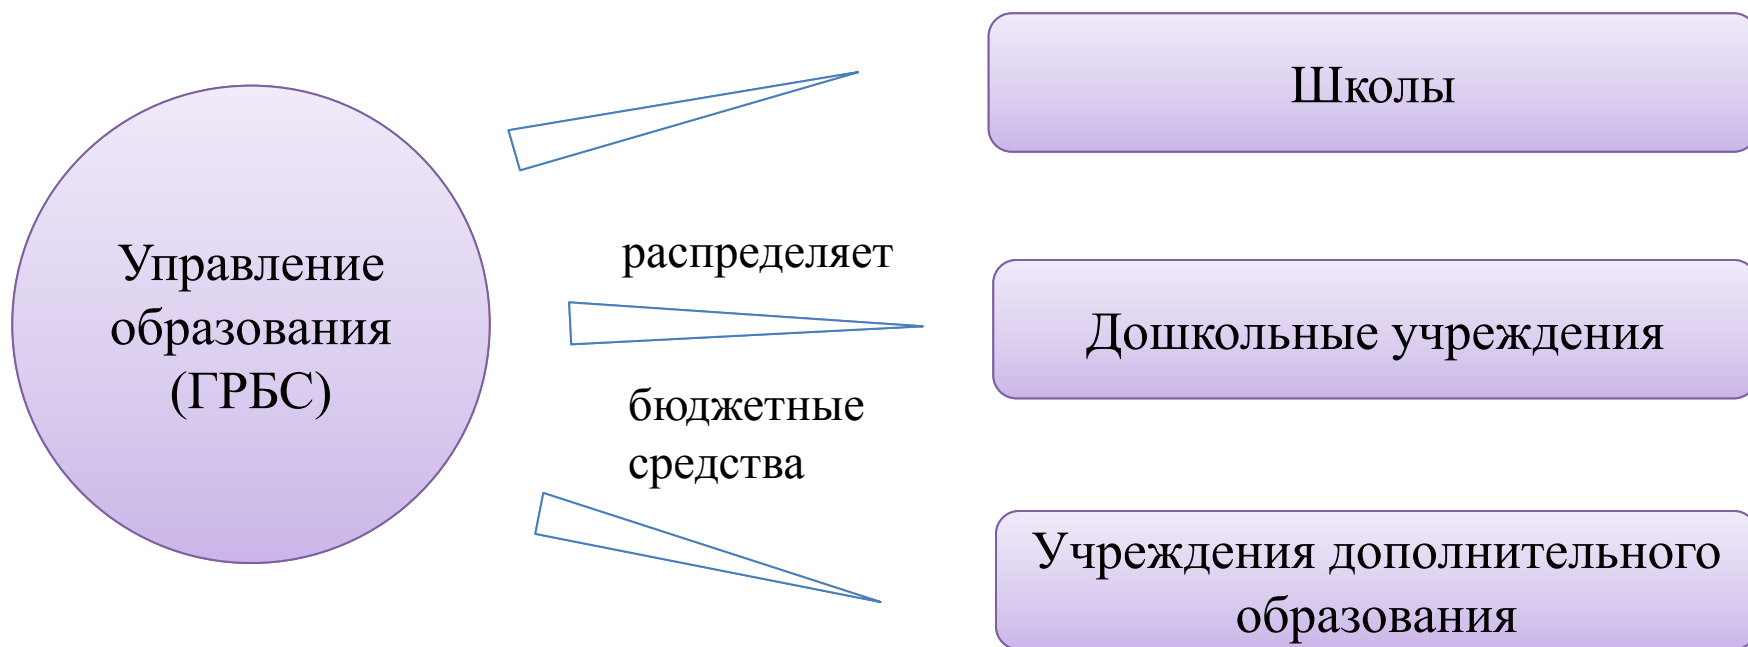 Управление
образования
(ГРБС)
распределяет
бюджетные
средства
Школы
Дошкольные учреждения
Учреждения дополнительного
образования